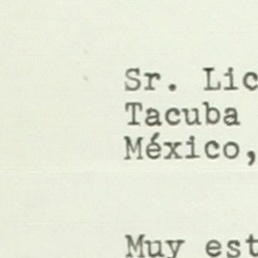 Sr. Lic
Tacuba
México,
Muy est